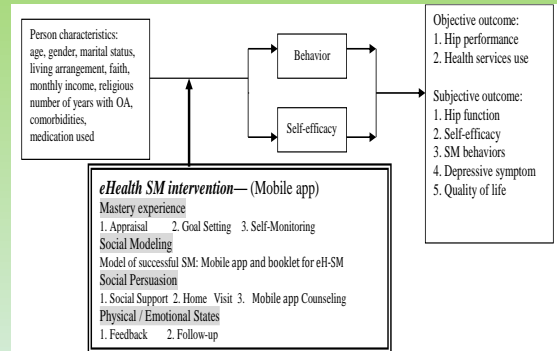 Person characteristics:
age, gender, marital status,
living arrangement, faith,
monthly income, religious
number of years with OA,
comorbidities,
medication used
Behavior
Self-efficacy
Objective outcome:
1. Hip performance
2. Health services use
Subjective outcome:
1. Hip function
2. Self-efficacy
3. SM behaviors
4. Depressive symptom
5. Quality of life
eHealth SM intervention— (Mobile app)
Mastery experience
1. Appraisal 2. Goal Setting 3. Self-Monitoring
Social Modeling
Model of successful SM: Mobile app and booklet for eH-SM
Social Persuasion
1. Social Support 2. Home Visit 3. Mobile app Counseling
Physical / Emotional States
1. Feedback 2. Follow-up